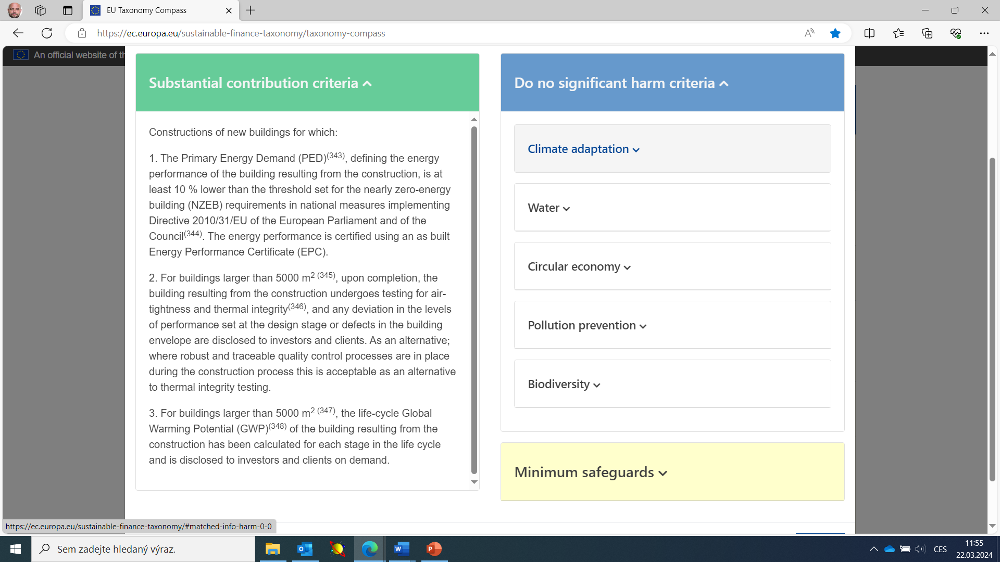 EU Taxonomy Compass
https://ec.europa.eu/sustainable-finance-taxonomy/taxonomy-compass
An official website of th
Substantial contribution criteria
Constructions of new buildings for which:
1. The Primary Energy Demand (PED)(343), defining the energy
performance of the building resulting from the construction, is at
least 10 % lower than the threshold set for the nearly zero-energy
building (NZEB) requirements in national measures implementing
Directive 2010/31/EU of the European Parliament and of the
Council(344). The energy performance is certified using an as built
Energy Performance Certificate (EPC).
2. For buildings larger than 5000 m2 (345), upon completion, the
building resulting from the construction undergoes testing for air-
tightness and thermal integrity(346), and any deviation in the levels
of performance set at the design stage or defects in the building
envelope are disclosed to investors and clients. As an alternative;
where robust and traceable quality control processes are in place
during the construction process this is acceptable as an alternative
to thermal integrity testing.
3. For buildings larger than 5000 m2 (347), the life-cycle Global
Warming Potential (GWP)(348) of the building resulting from the
construction has been calculated for each stage in the life cycle
and is disclosed to investors and clients on demand.
Do no significant harm criteria
Climate adaptation
Water
Circular economy
Pollution prevention
Biodiversity
Minimum safeguards
https://ec.europa.eu/sustainable-finance-taxonomy/#matched-info-harm-0-0
Sem zadejte hledaný výraz.
CES
11:55
22.03.2024